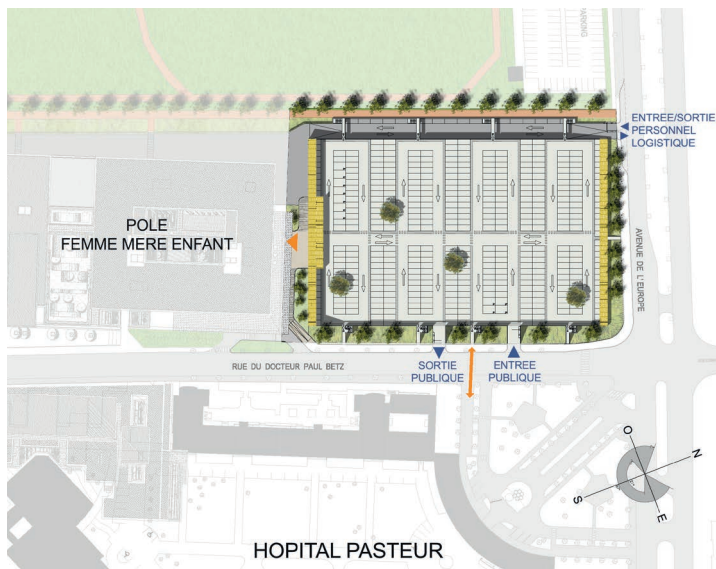 PARKING
ENTREE/SORTIE
PERSONNEL
LOGISTIQUE
POLE
FEMME MERE ENFANT
AVENUE DE L'EUROPE
RUE DU DOCTEUR PAUL BETZ
SORTIE
PUBLIQUE
ENTREE
PUBLIQUE
O
N
S
E
HOPITAL PASTEUR